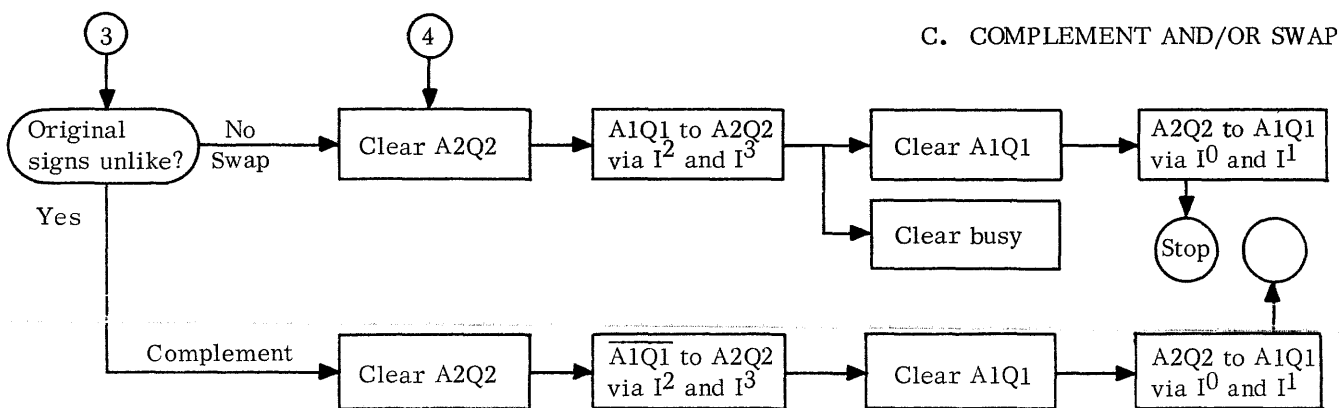 3
4
C. COMPLEMENT AND/OR SWAP
Original
signs unlike?
No
Swap
Clear A2Q2
A1Q1 to A2Q2
via I² and I³
Clear A1Q1
A2Q2 to A1Q1
via I⁰ and I¹
Yes
Clear busy
Stop
Complement
Clear A2Q2
A̅1̅Q̅1̅ to A2Q2
via I² and I³
Clear A1Q1
A2Q2 to A1Q1
via I⁰ and I¹